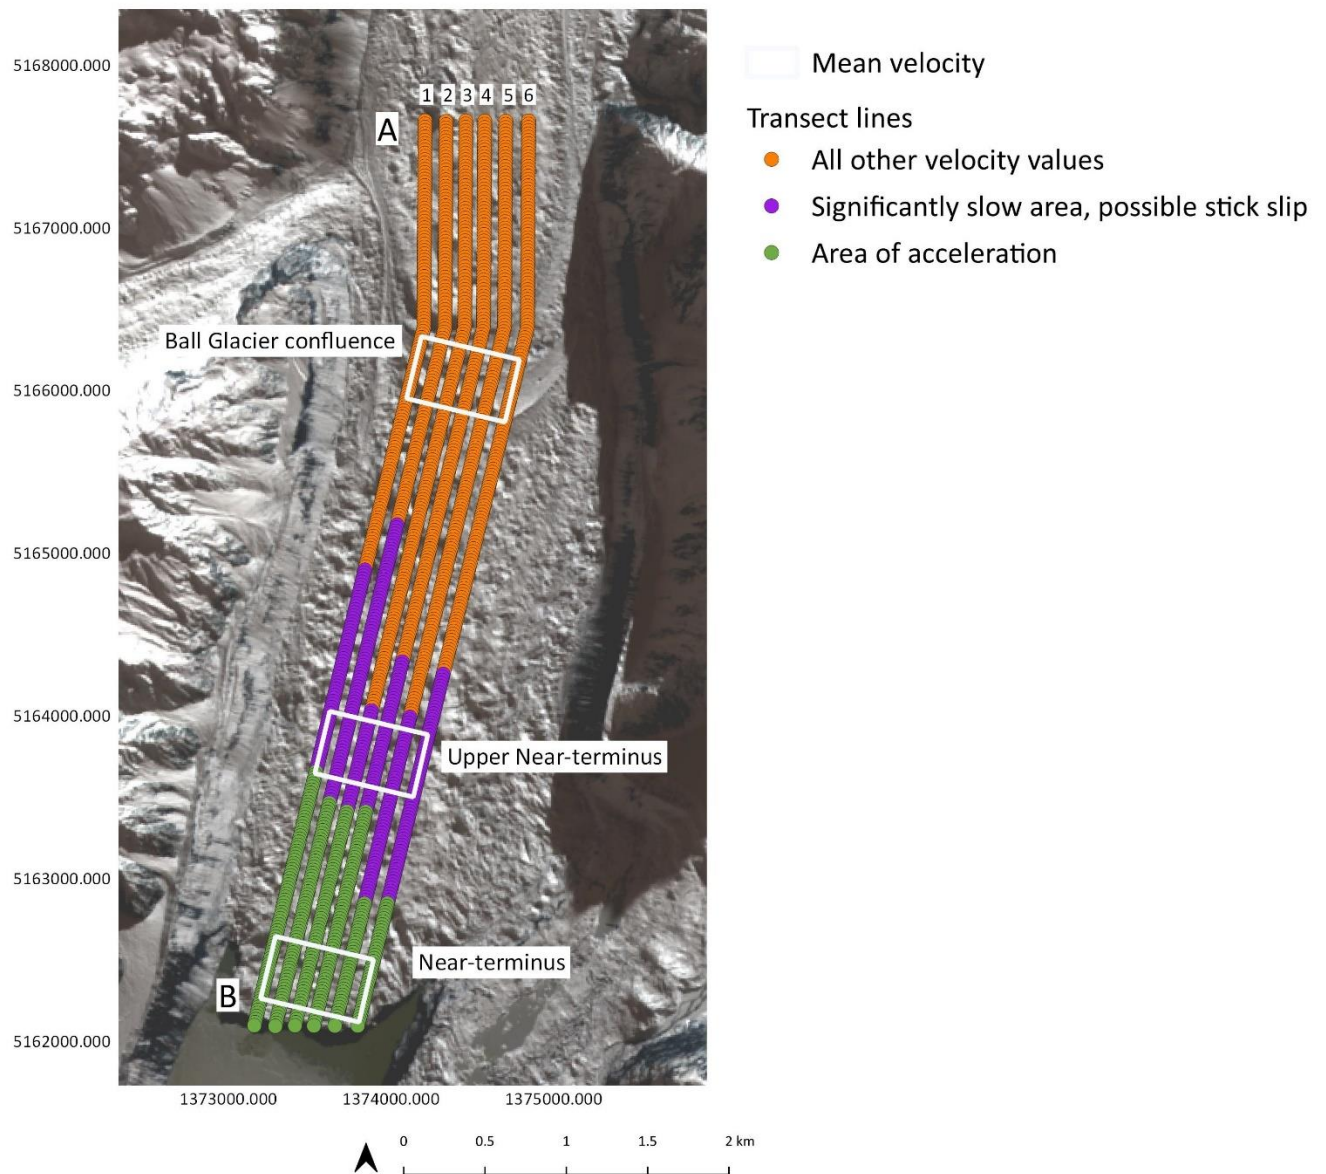 5168000.000
5167000.000
5166000.000
5165000.000
5164000.000
5163000.000
5162000.000
1 2 3 4 5 6
A
Ball Glacier confluence
Upper Near-terminus
Near-terminus
B
1373000.000 1374000.000 1375000.000
0 0.5 1 1.5 2 km
Mean velocity
Transect lines
All other velocity values
Significantly slow area, possible stick slip
Area of acceleration